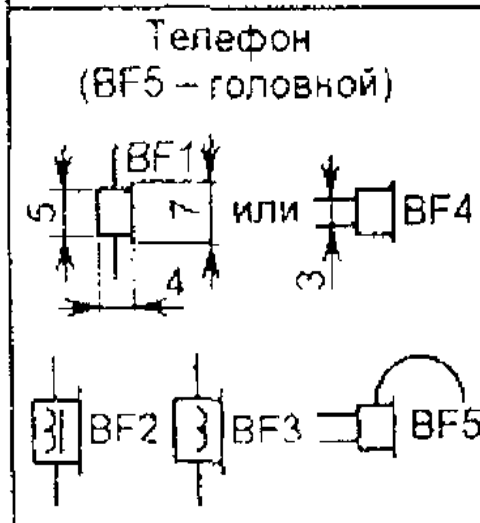 Телефон
(BF5 – головной)
BF1
5
7
или
BF4
4
3
BF2
BF3
BF5